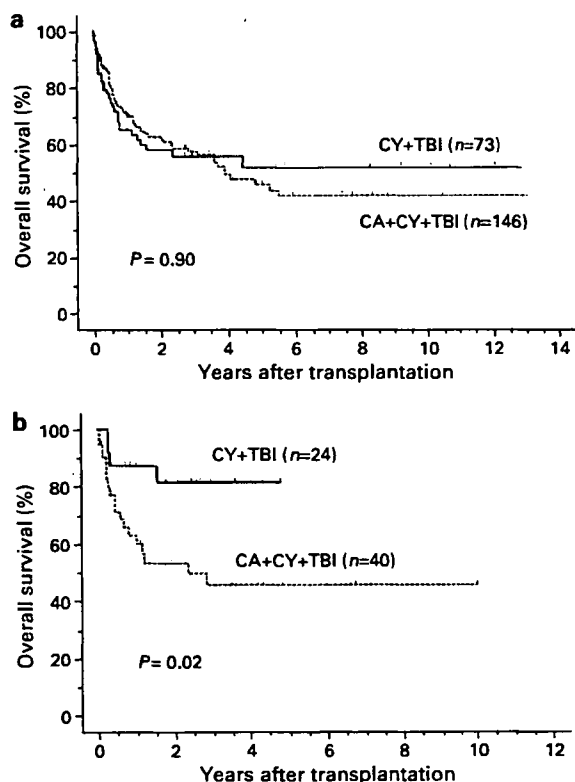 a
100
80
60
40
20
0
Overall survival (%)
CY+TBI (n=73)
CA+CY+TBI (n=146)
P = 0.90
0 2 4 6 8 10 12 14
Years after transplantation
b
100
80
60
40
20
0
Overall survival (%)
CY+TBI (n=24)
CA+CY+TBI (n=40)
P = 0.02
0 2 4 6 8 10 12
Years after transplantation